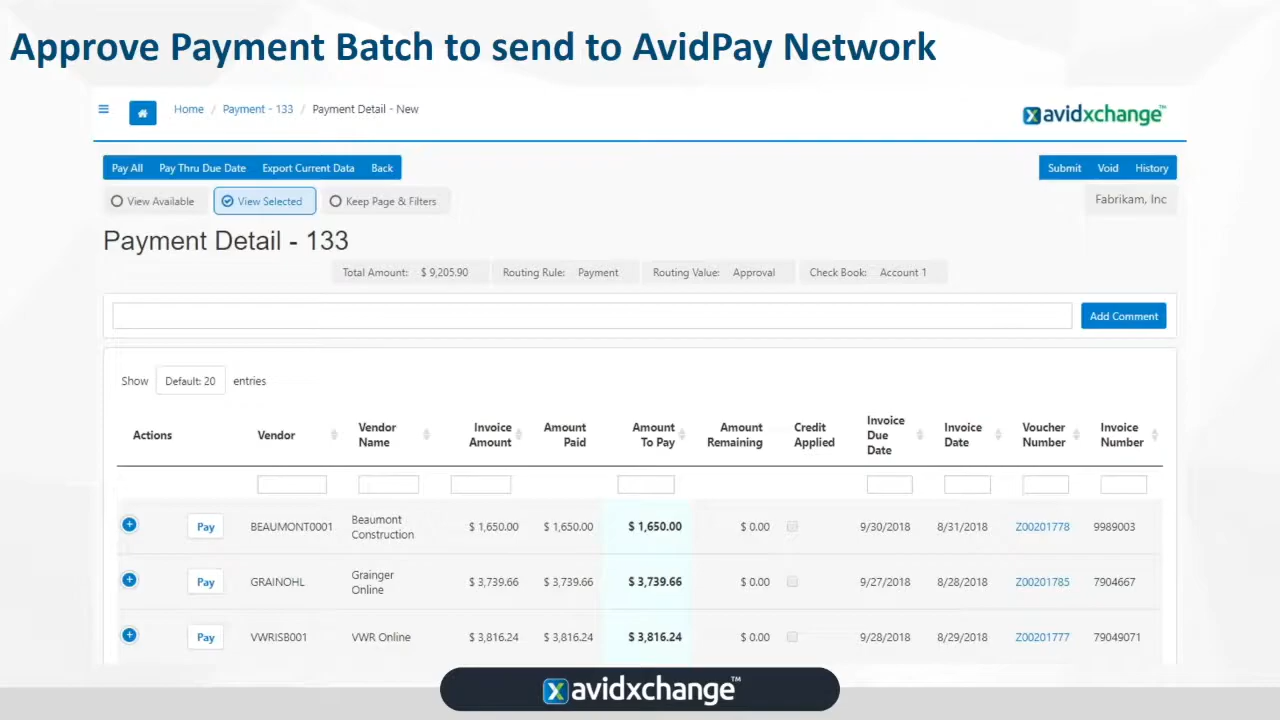 Approve Payment Batch to send to AvidPay Network
Home / Payment - 133 / Payment Detail - New
avidxchange™
Pay All Pay Thru Due Date Export Current Data Back
Submit Void History
View Available View Selected Keep Page & Filters
Fabrikam, Inc
Payment Detail - 133
Total Amount: $ 9,205.90 Routing Rule: Payment Routing Value: Approval Check Book: Account 1
Add Comment
Show Default: 20 entries
Actions Vendor Vendor Name Invoice Amount Amount Paid Amount To Pay Amount Remaining Credit Applied Invoice Due Date Invoice Date Voucher Number Invoice Number
Pay BEAUMONT0001 Beaumont Construction $ 1,650.00 $ 1,650.00 $ 1,650.00 $ 0.00 9/30/2018 8/31/2018 Z00201778 9989003
Pay GRAINOHL Grainger Online $ 3,739.66 $ 3,739.66 $ 3,739.66 $ 0.00 9/27/2018 8/28/2018 Z00201785 7904667
Pay VWRISB001 VWR Online $ 3,816.24 $ 3,816.24 $ 3,816.24 $ 0.00 9/28/2018 8/29/2018 Z00201777 79049071
avidxchange™